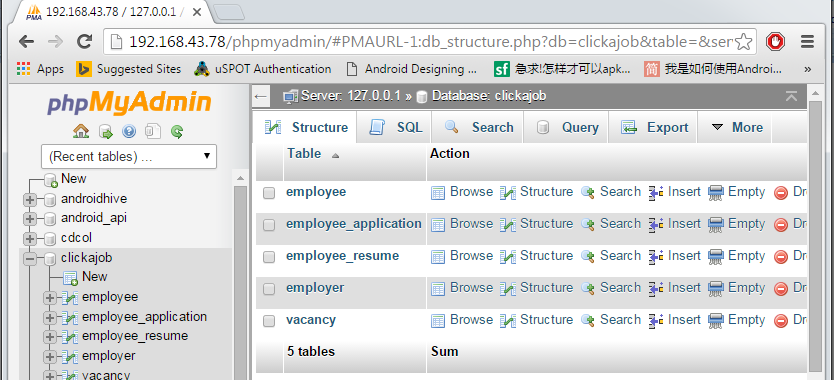 192.168.43.78 / 127.0.0.1 /
192.168.43.78/phpmyadmin/#PMAURL-1:db_structure.php?db=clickajob&table=&ser
Apps Suggested Sites uSPOT Authentication Android Designing ... 急求!怎样才可以apk... 我是如何使用Androi... »
phpMyAdmin
(Recent tables) ...
New
androidhive
android_api
cdcol
clickajob
New
employee
employee_application
employee_resume
employer
vacancy
Server: 127.0.0.1 » Database: clickajob
Structure SQL Search Query Export More
Table Action
employee Browse Structure Search Insert Empty Dr
employee_application Browse Structure Search Insert Empty Dr
employee_resume Browse Structure Search Insert Empty Dr
employer Browse Structure Search Insert Empty Dr
vacancy Browse Structure Search Insert Empty Dr
5 tables Sum